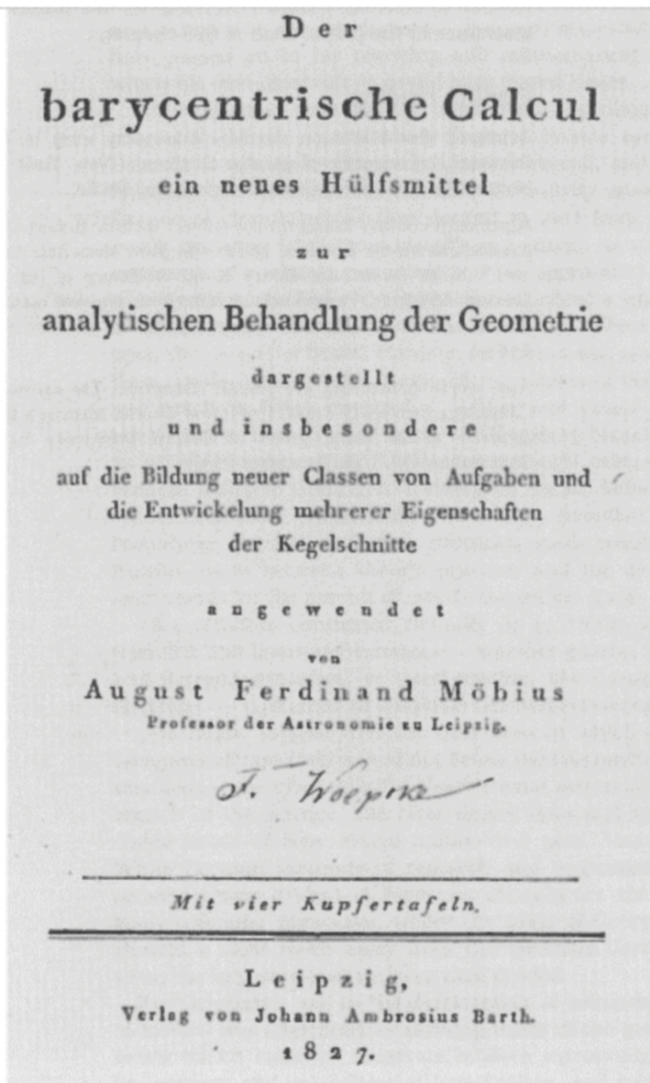 Der
barycentrische Calcul
ein neues Hülfsmittel
zur
analytischen Behandlung der Geometrie
dargestellt
und insbesondere
auf die Bildung neuer Classen von Aufgaben und
die Entwickelung mehrerer Eigenschaften
der Kegelschnitte
angewendet
von
August Ferdinand Möbius
Professor der Astronomie zu Leipzig.
F. Woepcke
Mit vier Kupfertafeln.
Leipzig,
Verlag von Johann Ambrosius Barth.
1827.